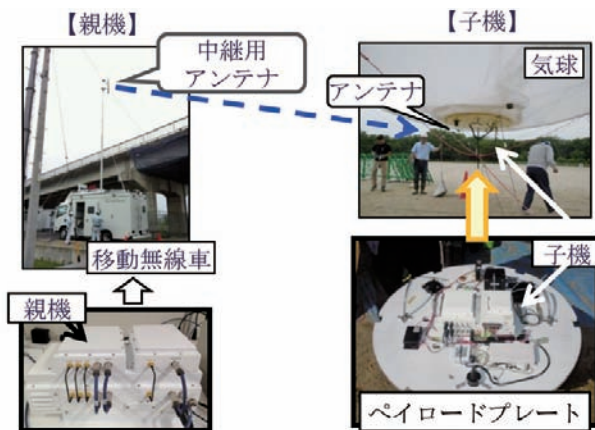 【親機】
中継用
アンテナ
移動無線車
親機
【子機】
気球
アンテナ
子機
ペイロードプレート